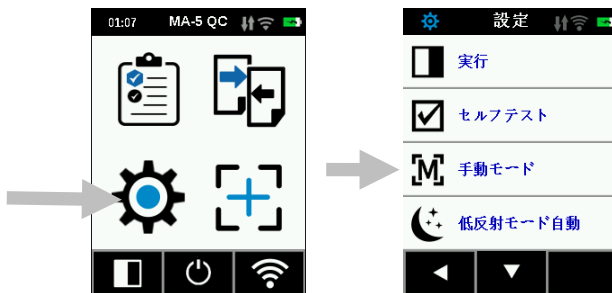 01:07 MA-5 QC
設定
実行
セルフテスト
M 手動モード
低反射モード自動